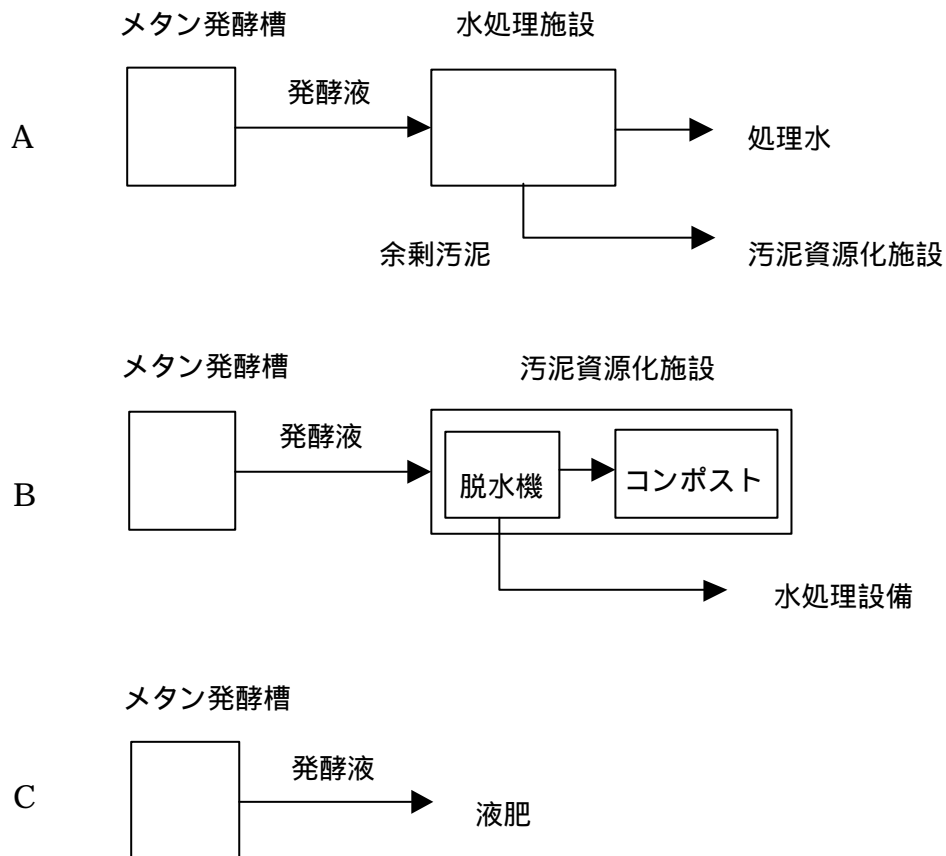 メタン発酵槽
水処理施設
発酵液
A
処理水
余剰汚泥
汚泥資源化施設
メタン発酵槽
汚泥資源化施設
発酵液
B
脱水機
コンポスト
水処理設備
メタン発酵槽
発酵液
C
液肥